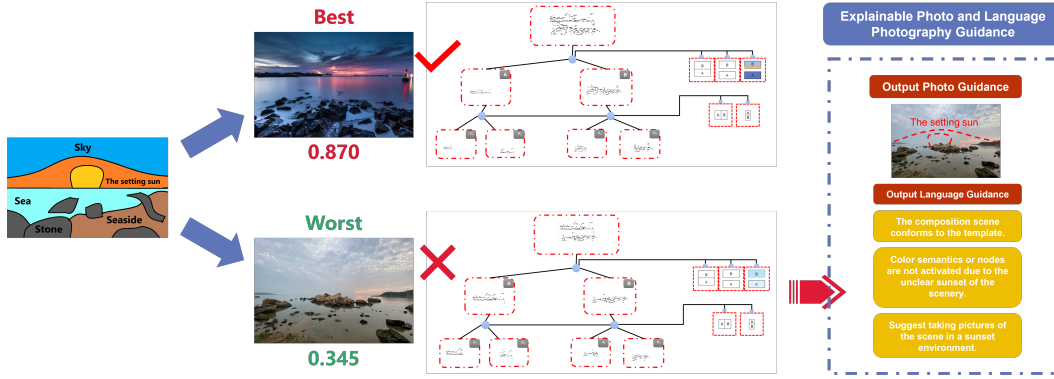 Best
0.870
Sky
The setting sun
Sea
Seaside
Stone
Worst
0.345
A
B
B
A
B
A
B
A
A B
A
B
B
A
B
A
B
A
A B
Explainable Photo and Language
Photography Guidance
Output Photo Guidance
The setting sun
Output Language Guidance
The composition scene
conforms to the template.
Color semantics or nodes
are not activated due to the
unclear sunset of the
scenery.
Suggest taking pictures of
the scene in a sunset
environment.